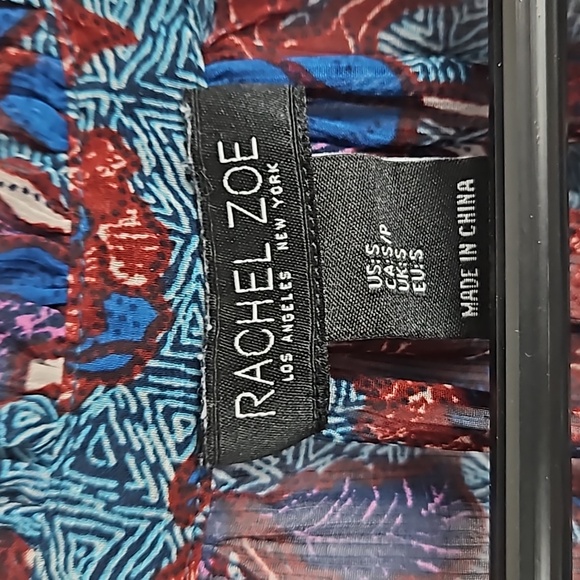 RACHEL ZOE
LOS ANGELES NEW YORK
US:S
CA:S/P
UK:S
EU:S
MADE IN CHINA